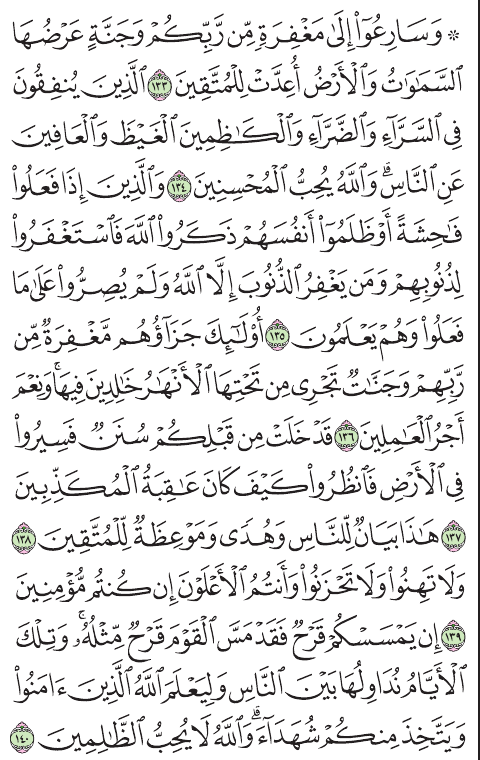 ۞ وَسَارِعُوٓا۟ إِلَىٰ مَغْفِرَةٍ مِّن رَّبِّكُمْ وَجَنَّةٍ عَرْضُهَا
ٱلسَّمَٰوَٰتُ وَٱلْأَرْضُ أُعِدَّتْ لِلْمُتَّقِينَ ١٣٣ ٱلَّذِينَ يُنفِقُونَ
فِى ٱلسَّرَّآءِ وَٱلضَّرَّآءِ وَٱلْكَٰظِمِينَ ٱلْغَيْظَ وَٱلْعَافِينَ
عَنِ ٱلنَّاسِ ۗ وَٱللَّهُ يُحِبُّ ٱلْمُحْسِنِينَ ١٣٤ وَٱلَّذِينَ إِذَا فَعَلُوا۟
فَٰحِشَةً أَوْ ظَلَمُوٓا۟ أَنفُسَهُمْ ذَكَرُوا۟ ٱللَّهَ فَٱسْتَغْفَرُوا۟
لِذُنُوبِهِمْ وَمَن يَغْفِرُ ٱلذُّنُوبَ إِلَّا ٱللَّهُ وَلَمْ يُصِرُّوا۟ عَلَىٰ مَا
فَعَلُوا۟ وَهُمْ يَعْلَمُونَ ١٣٥ أُو۟لَٰٓئِكَ جَزَآؤُهُم مَّغْفِرَةٌ مِّن
رَّبِّهِمْ وَجَنَّٰتٌ تَجْرِى مِن تَحْتِهَا ٱلْأَنْهَٰرُ خَٰلِدِينَ فِيهَا ۚ وَنِعْمَ
أَجْرُ ٱلْعَٰمِلِينَ ١٣٦ قَدْ خَلَتْ مِن قَبْلِكُمْ سُنَنٌ فَسِيرُوا۟
فِى ٱلْأَرْضِ فَٱنظُرُوا۟ كَيْفَ كَانَ عَٰقِبَةُ ٱلْمُكَذِّبِينَ
١٣٧ هَٰذَا بَيَانٌ لِّلنَّاسِ وَهُدًى وَمَوْعِظَةٌ لِّلْمُتَّقِينَ ١٣٨
وَلَا تَهِنُوا۟ وَلَا تَحْزَنُوا۟ وَأَنتُمُ ٱلْأَعْلَوْنَ إِن كُنتُم مُّؤْمِنِينَ
١٣٩ إِن يَمْسَسْكُمْ قَرْحٌ فَقَدْ مَسَّ ٱلْقَوْمَ قَرْحٌ مِّثْلُهُۥ ۚ وَتِلْكَ
ٱلْأَيَّامُ نُدَاوِلُهَا بَيْنَ ٱلنَّاسِ وَلِيَعْلَمَ ٱللَّهُ ٱلَّذِينَ ءَامَنُوا۟
وَيَتَّخِذَ مِنكُمْ شُهَدَآءَ ۗ وَٱللَّهُ لَا يُحِبُّ ٱلظَّٰلِمِينَ ١٤٠